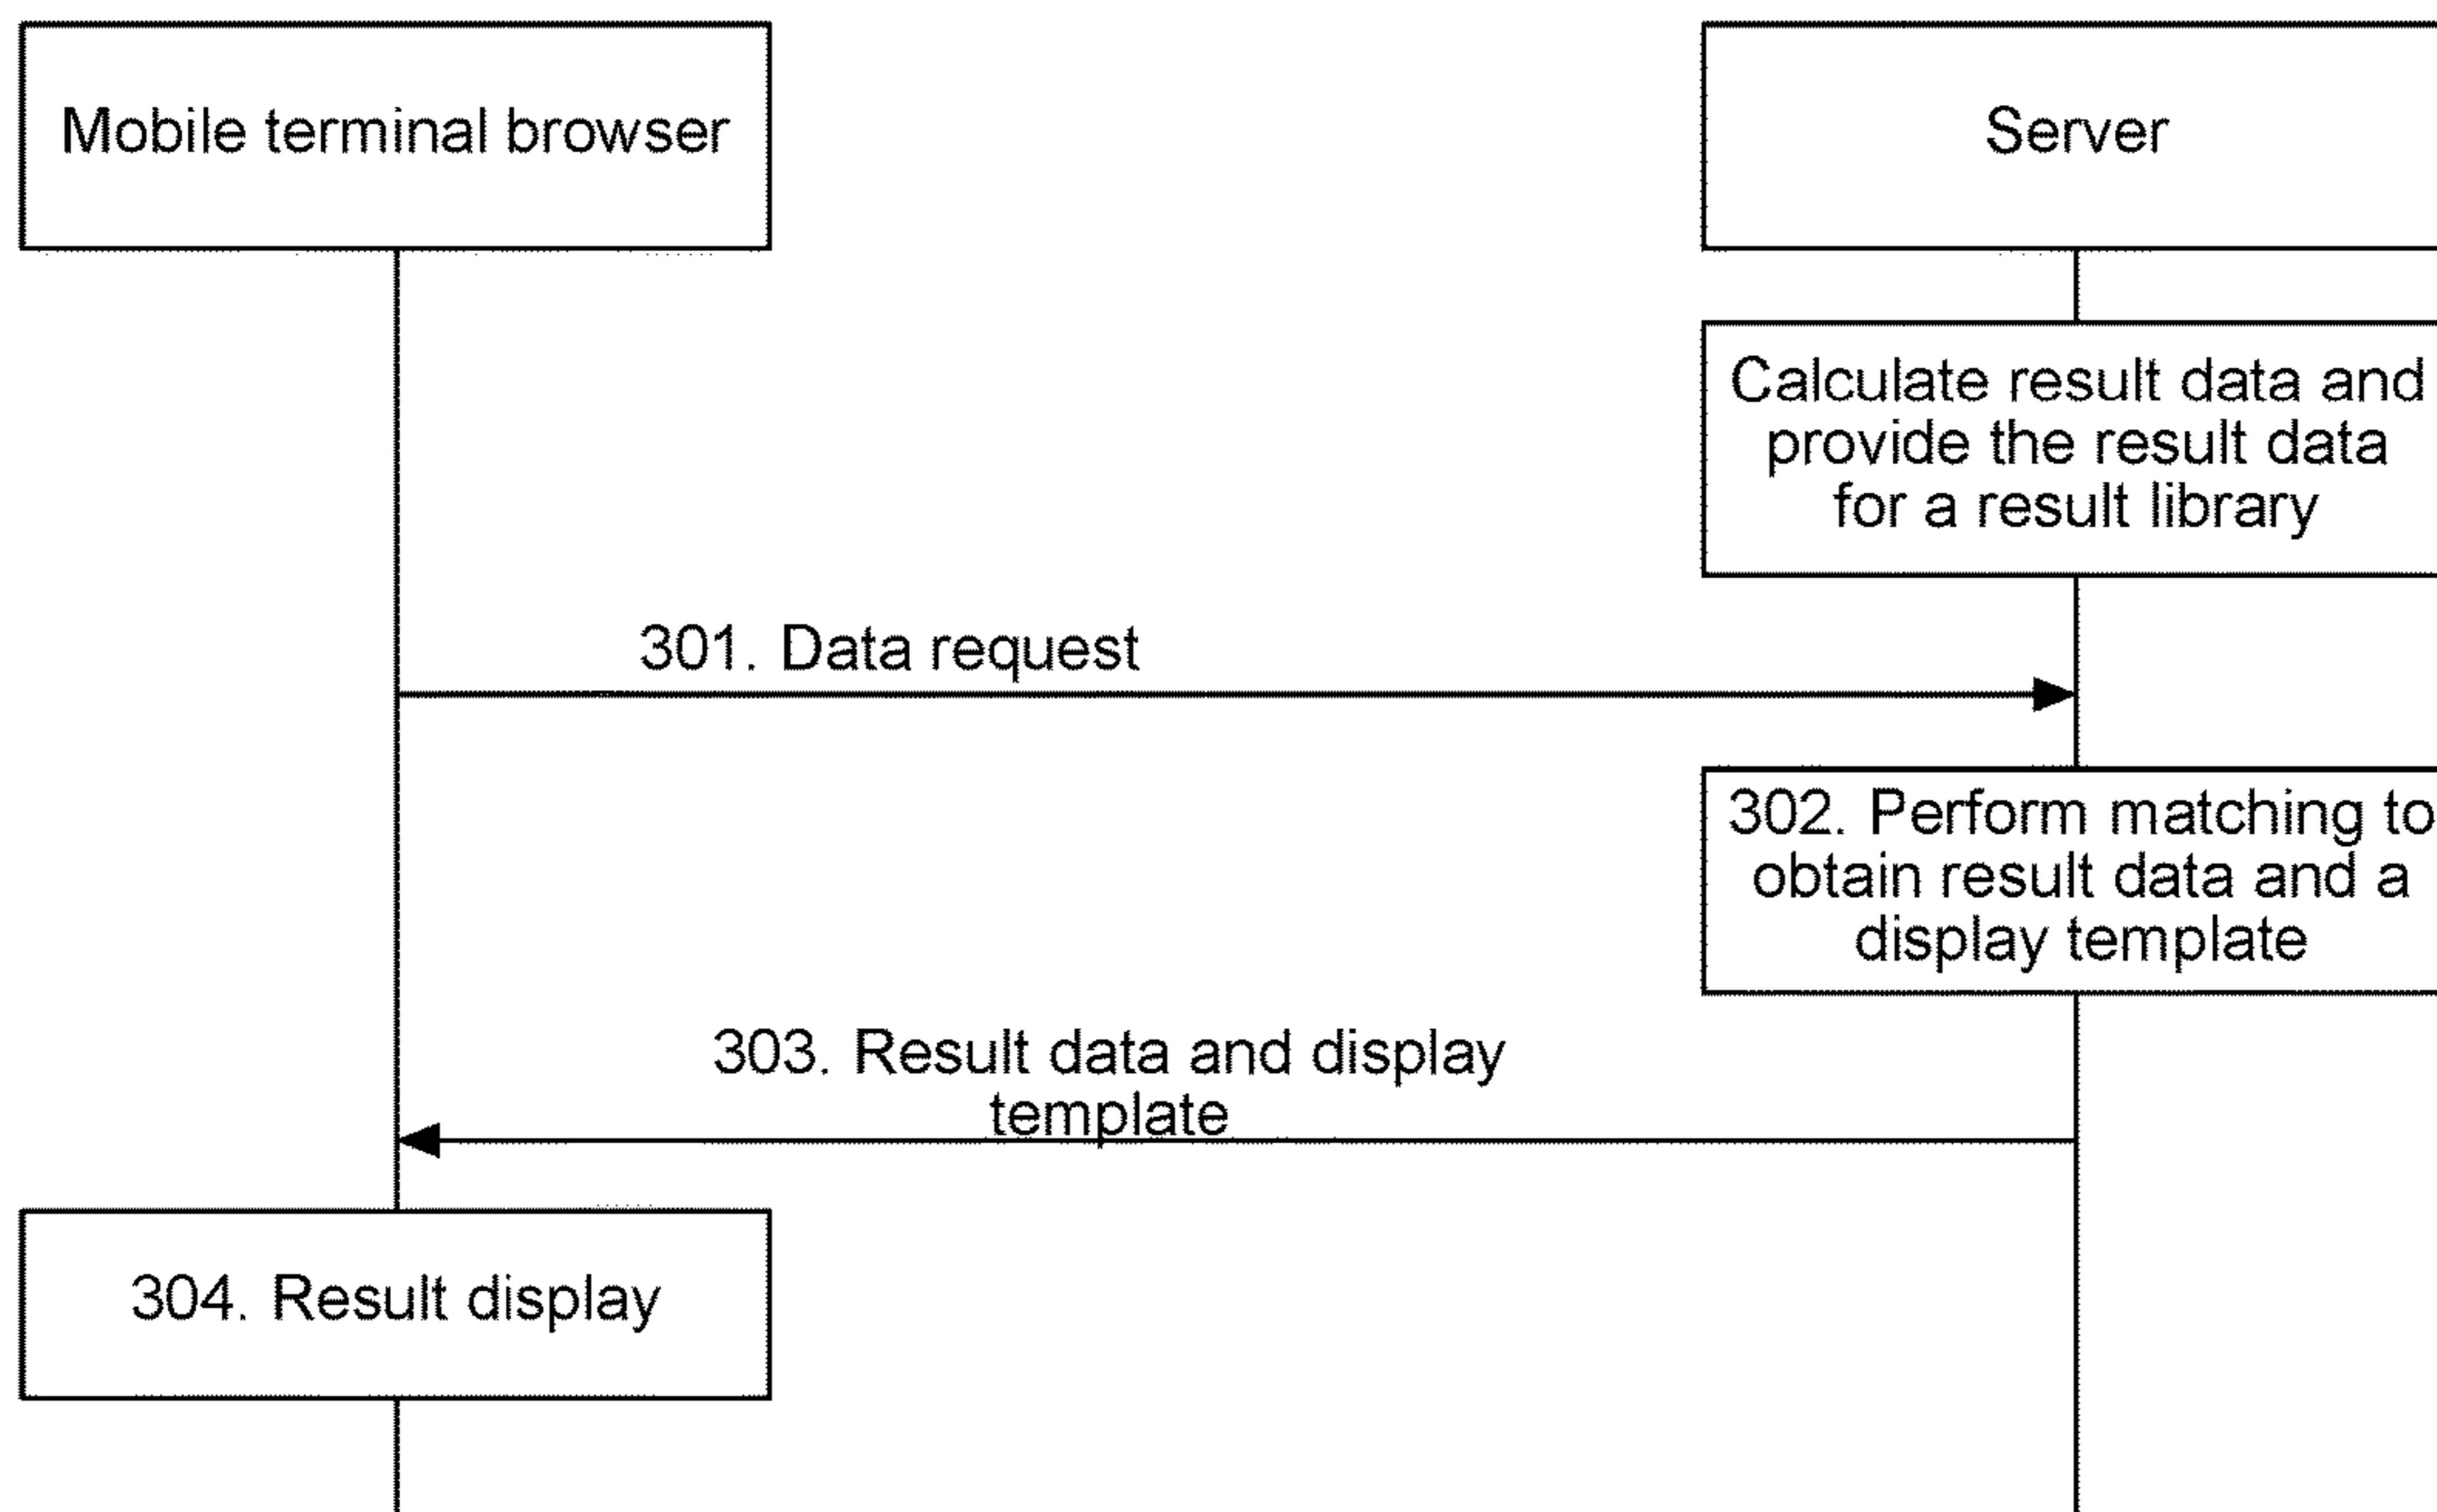 Mobile terminal browser
Server
Calculate result data and
provide the result data
for a result library
301. Data request
302. Perform matching to
obtain result data and a
display template
303. Result data and display
template
304. Result display